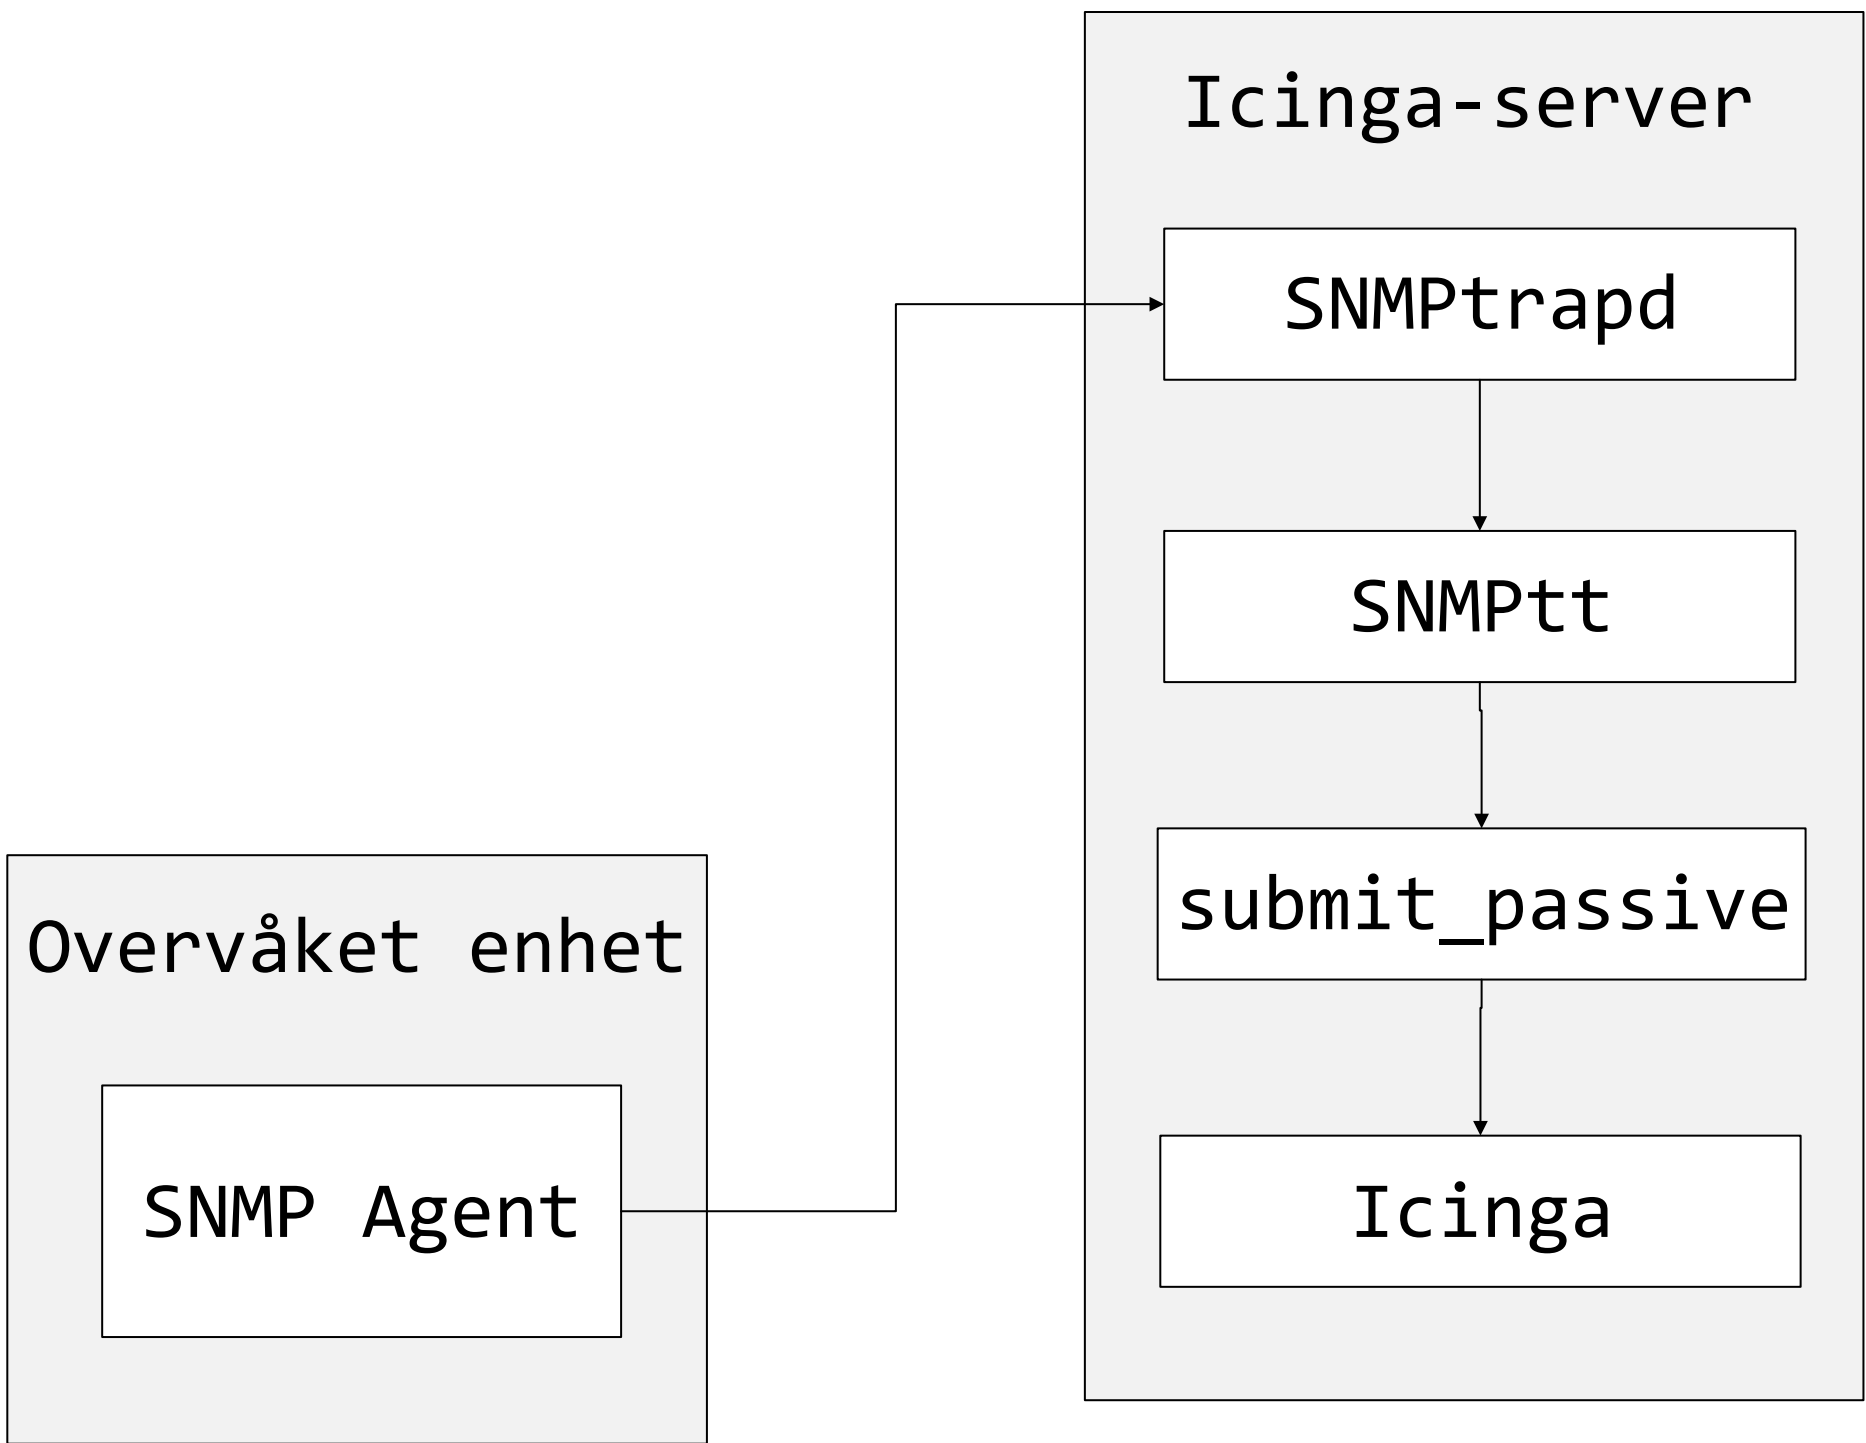 Icinga-server
SNMPtrapd
SNMPtt
submit_passive
Icinga
Overvåket enhet
SNMP Agent